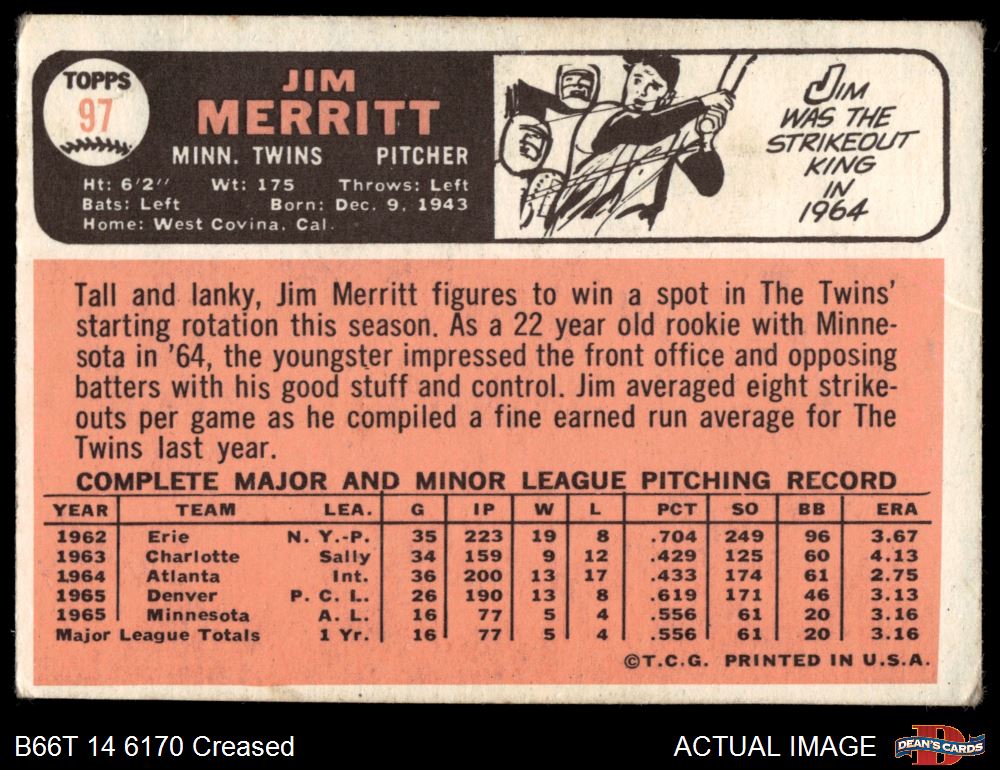 TOPPS
97
JIM
MERRITT
MINN. TWINS PITCHER
Ht: 6'2" Wt: 175 Throws: Left
Bats: Left Born: Dec. 9, 1943
Home: West Covina, Cal.
JIM
WAS THE
STRIKEOUT
KING
IN
1964
Tall and lanky, Jim Merritt figures to win a spot in The Twins'
starting rotation this season. As a 22 year old rookie with Minne-
sota in '64, the youngster impressed the front office and opposing
batters with his good stuff and control. Jim averaged eight strike-
outs per game as he compiled a fine earned run average for The
Twins last year.
COMPLETE MAJOR AND MINOR LEAGUE PITCHING RECORD
YEAR TEAM LEA. G IP W L PCT SO BB ERA
1962 Erie N. Y.-P. 35 223 19 8 .704 249 96 3.67
1963 Charlotte Sally 34 159 9 12 .429 125 60 4.13
1964 Atlanta Int. 36 200 13 17 .433 174 61 2.75
1965 Denver P. C. L. 26 190 13 8 .619 171 46 3.13
1965 Minnesota A. L. 16 77 5 4 .556 61 20 3.16
Major League Totals 1 Yr. 16 77 5 4 .556 61 20 3.16
©T.C.G. PRINTED IN U.S.A.
B66T 14 6170 Creased
ACTUAL IMAGE
DEAN'S CARDS